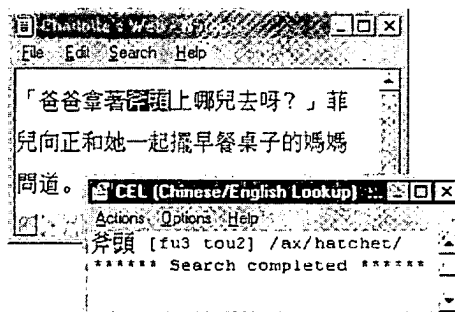 Charlotte's Web
File Edit Search Help
「爸爸拿著斧頭上哪兒去呀？」菲
兒向正和她一起擺早餐桌子的媽媽
問道。
CEL (Chinese/English Lookup)
Actions Options Help
斧頭 [fu3 tou2] /ax/hatchet/
****** Search completed ******